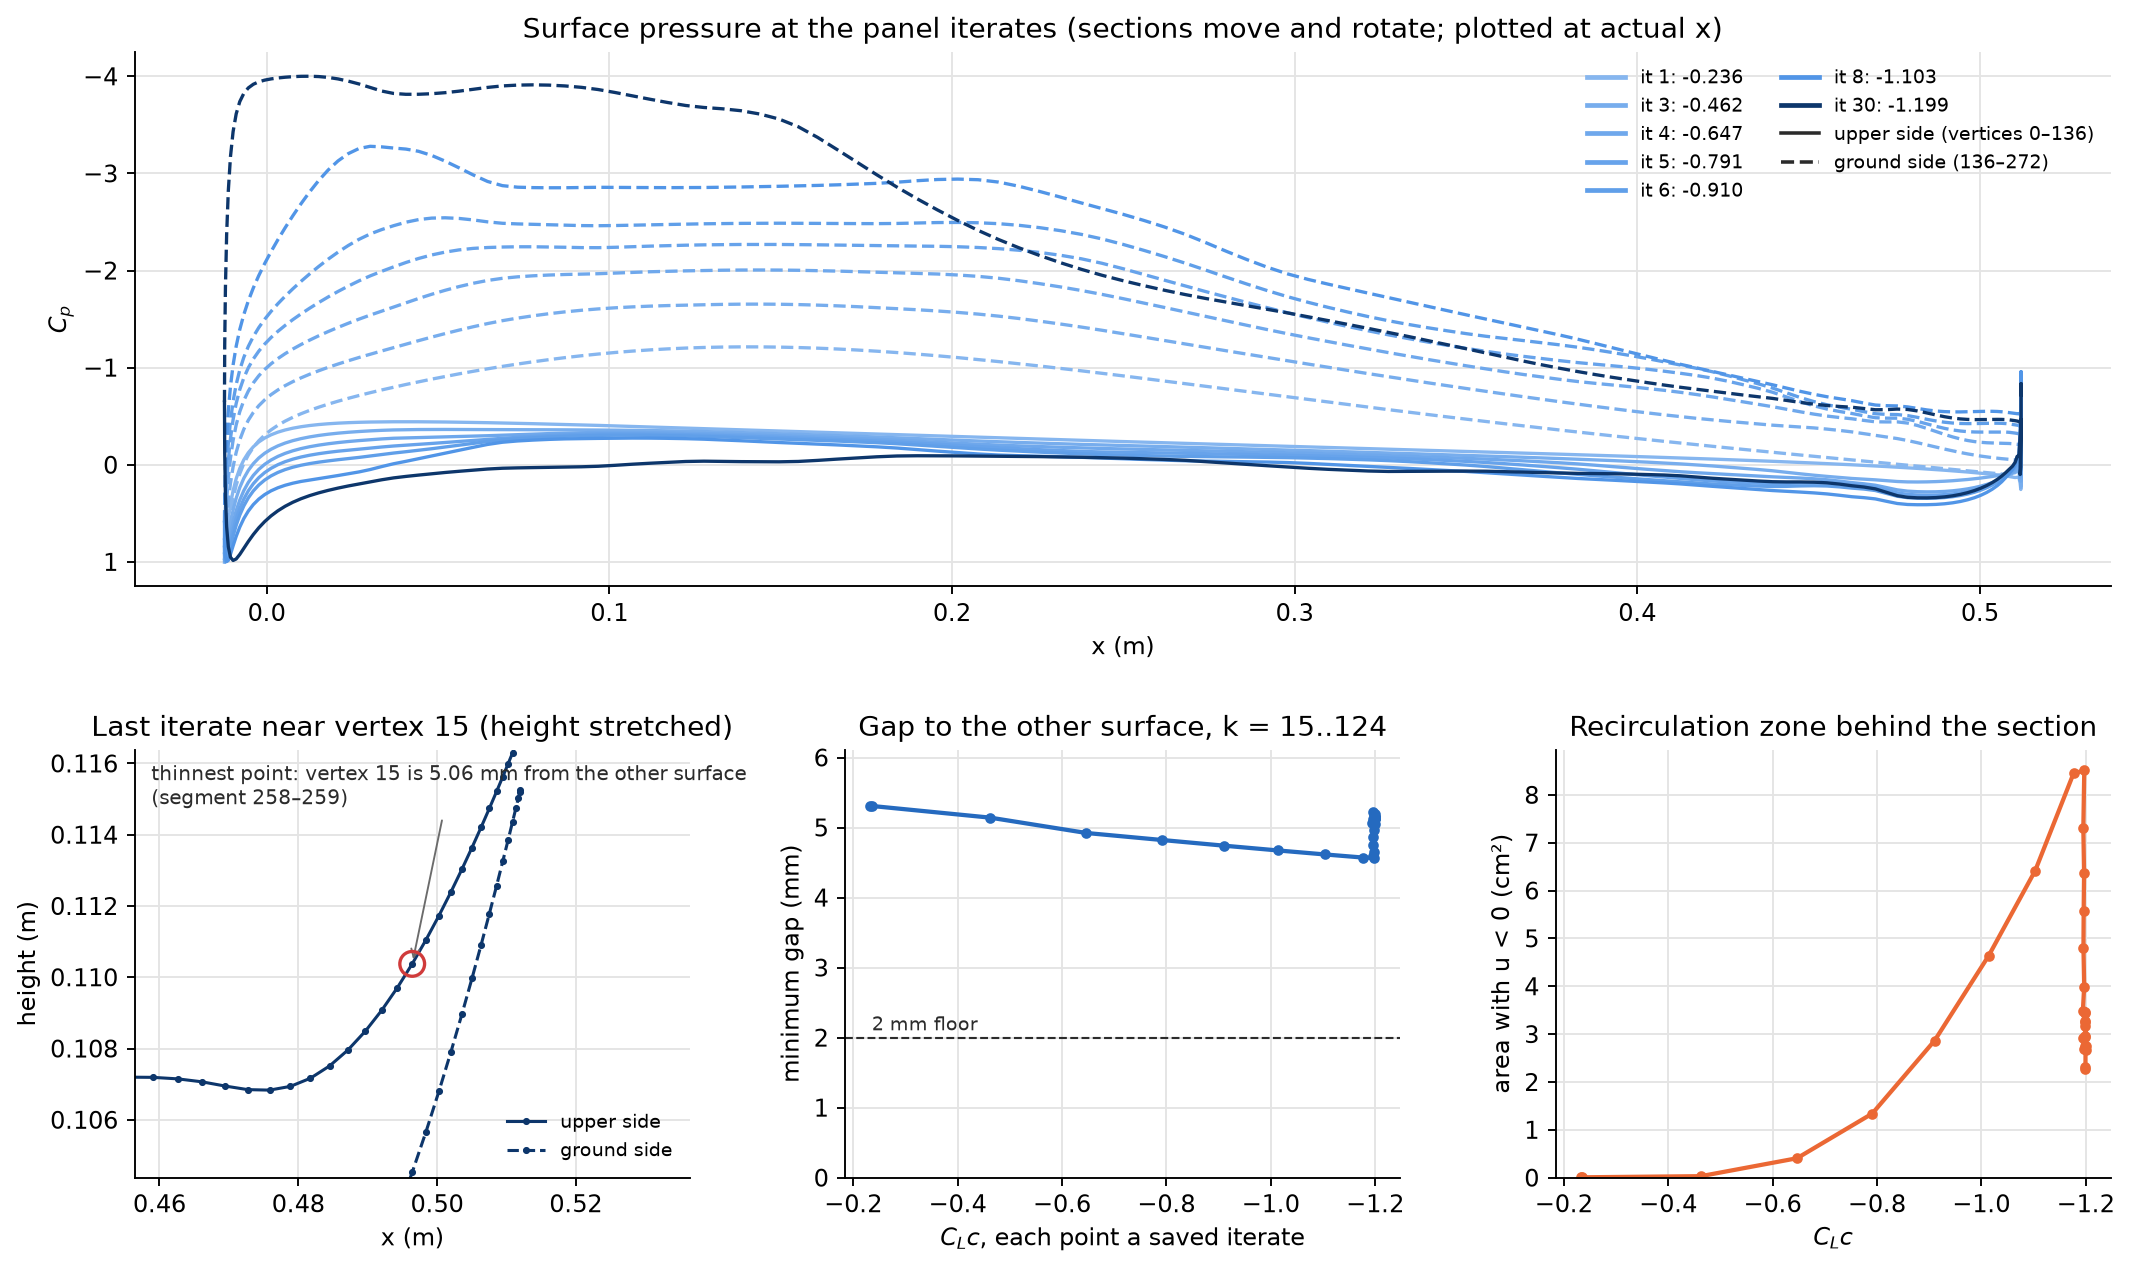 Surface pressure at the panel iterates (sections move and rotate; plotted at actual x)
−4
−3
−2
−1
0
1
C_p
0.0
0.1
0.2
0.3
0.4
0.5
x (m)
it 1: -0.236
it 3: -0.462
it 4: -0.647
it 5: -0.791
it 6: -0.910
it 8: -1.103
it 30: -1.199
upper side (vertices 0–136)
ground side (136–272)
Last iterate near vertex 15 (height stretched)
thinnest point: vertex 15 is 5.06 mm from the other surface
(segment 258–259)
0.116
0.114
0.112
0.110
0.108
0.106
height (m)
upper side
ground side
0.46
0.48
0.50
0.52
x (m)
Gap to the other surface, k = 15..124
6
5
4
3
2
1
0
minimum gap (mm)
2 mm floor
−0.2
−0.4
−0.6
−0.8
−1.0
−1.2
C_Lc, each point a saved iterate
Recirculation zone behind the section
8
7
6
5
4
3
2
1
0
area with u < 0 (cm²)
−0.2
−0.4
−0.6
−0.8
−1.0
−1.2
C_Lc